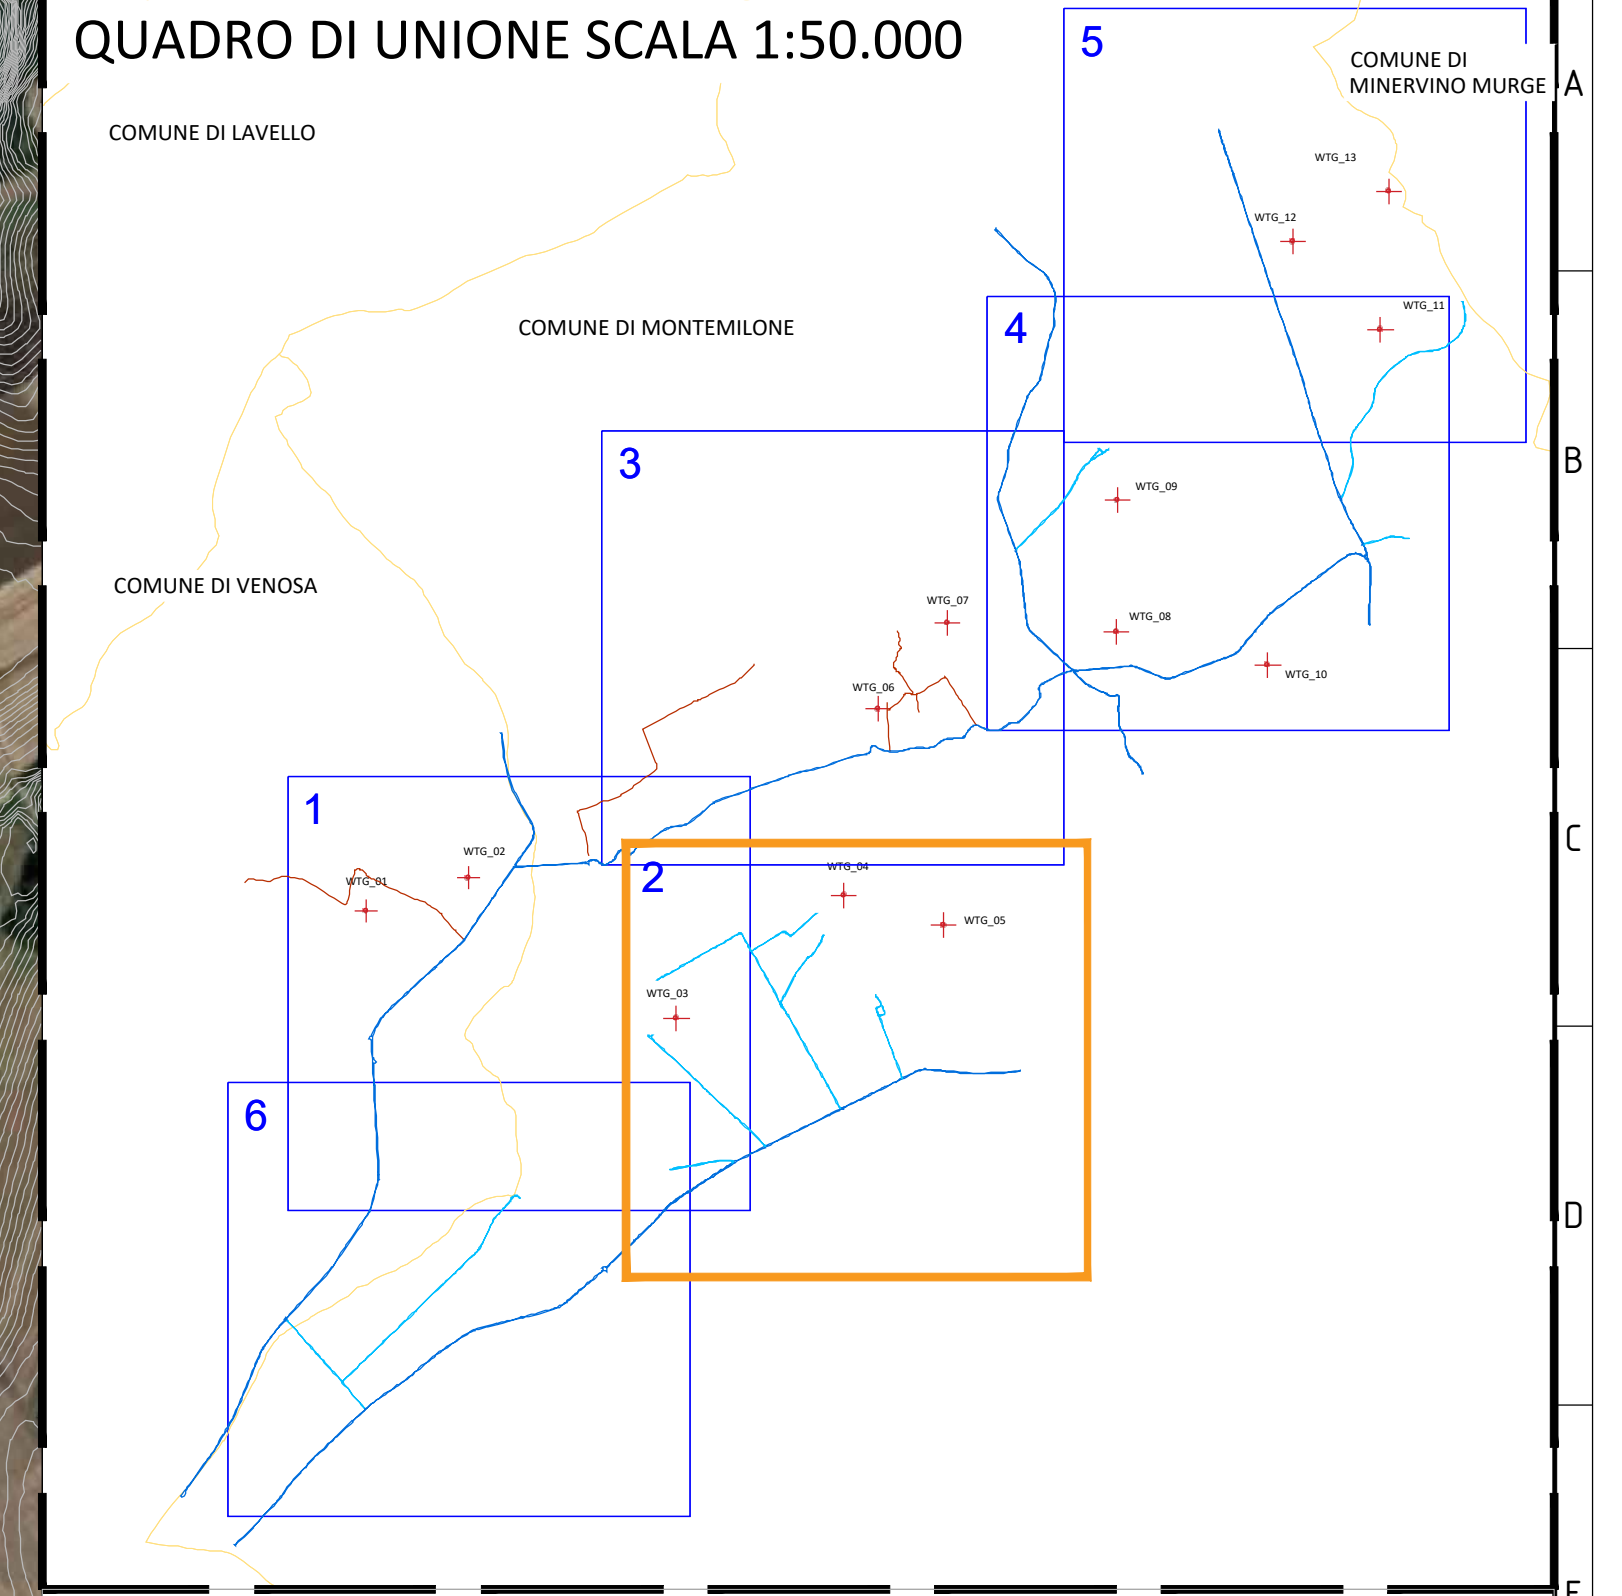 QUADRO DI UNIONE SCALA 1:50.000
5
COMUNE DI
MINERVINO MURGE
A
COMUNE DI LAVELLO
WTG_13
WTG_12
WTG_11
COMUNE DI MONTEMILONE
4
3
B
WTG_09
COMUNE DI VENOSA
WTG_07
WTG_08
WTG_10
WTG_06
1
C
WTG_02
WTG_01
2
WTG_04
WTG_05
WTG_03
6
D
E